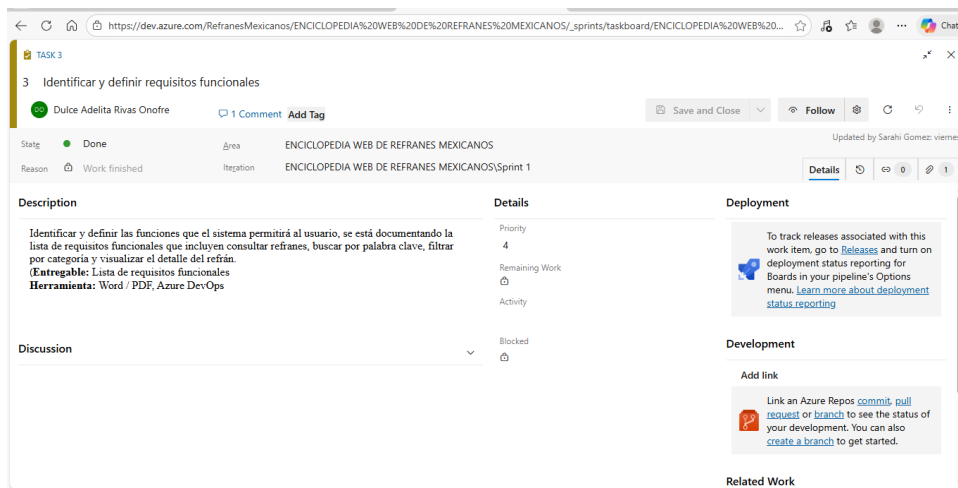 https://dev.azure.com/RefranesMexicanos/ENCICLOPEDIA%20WEB%20DE%20REFRANES%20MEXICANOS/_sprints/taskboard/ENCICLOPEDIA%20WEB%20...
Chat
TASK 3
3 Identificar y definir requisitos funcionales
DO Dulce Adelita Rivas Onofre
1 Comment Add Tag
Save and Close
Follow
State Done
Area ENCICLOPEDIA WEB DE REFRANES MEXICANOS
Updated by Sarahi Gomez: vierne
Reason Work finished
Iteration ENCICLOPEDIA WEB DE REFRANES MEXICANOS\Sprint 1
Details 0 1
Description
Identificar y definir las funciones que el sistema permitirá al usuario, se está documentando la
lista de requisitos funcionales que incluyen consultar refranes, buscar por palabra clave, filtrar
por categoría y visualizar el detalle del refrán.
(Entregable: Lista de requisitos funcionales
Herramienta: Word / PDF, Azure DevOps
Discussion
Details
Priority
4
Remaining Work
Activity
Blocked
Deployment
To track releases associated with this
work item, go to Releases and turn on
deployment status reporting for
Boards in your pipeline's Options
menu. Learn more about deployment
status reporting
Development
Add link
Link an Azure Repos commit, pull
request or branch to see the status of
your development. You can also
create a branch to get started.
Related Work